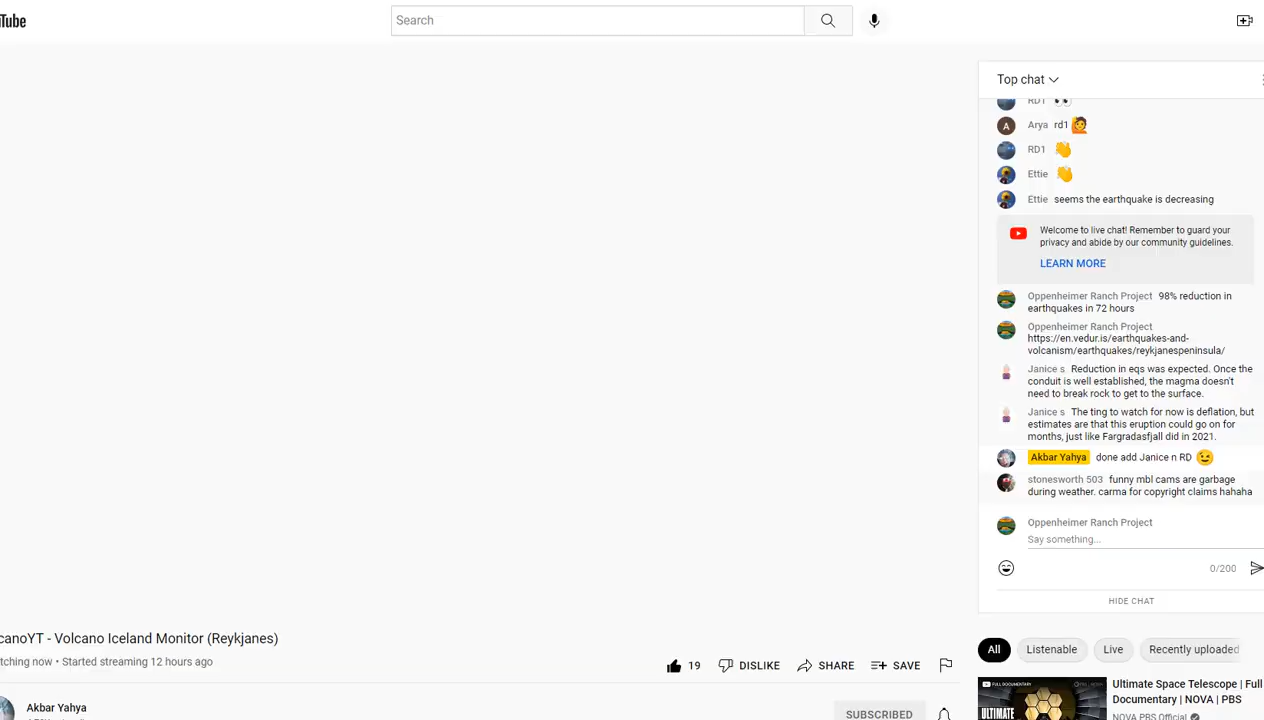 Tube
Search
Top chat
RD1
A Arya rd1
RD1
Ettie
Ettie seems the earthquake is decreasing
Welcome to live chat! Remember to guard your
privacy and abide by our community guidelines.
LEARN MORE
Oppenheimer Ranch Project 98% reduction in
earthquakes in 72 hours
Oppenheimer Ranch Project
https://en.vedur.is/earthquakes-and-
volcanism/earthquakes/reykjanespeninsula/
Janice s Reduction in eqs was expected. Once the
conduit is well established, the magma doesn't
need to break rock to get to the surface.
Janice s The ting to watch for now is deflation, but
estimates are that this eruption could go on for
months, just like Fargradasfjall did in 2021.
Akbar Yahya done add Janice n RD
stonesworth 503 funny mbl cams are garbage
during weather. carma for copyright claims hahaha
Oppenheimer Ranch Project
Say something...
0/200
HIDE CHAT
canoYT - Volcano Iceland Monitor (Reykjanes)
tching now • Started streaming 12 hours ago
19 DISLIKE SHARE SAVE
Akbar Yahya
SUBSCRIBED
All Listenable Live Recently uploaded
FULL DOCUMENTARY
ULTIMATE
Ultimate Space Telescope | Full
Documentary | NOVA | PBS
NOVA PBS Official